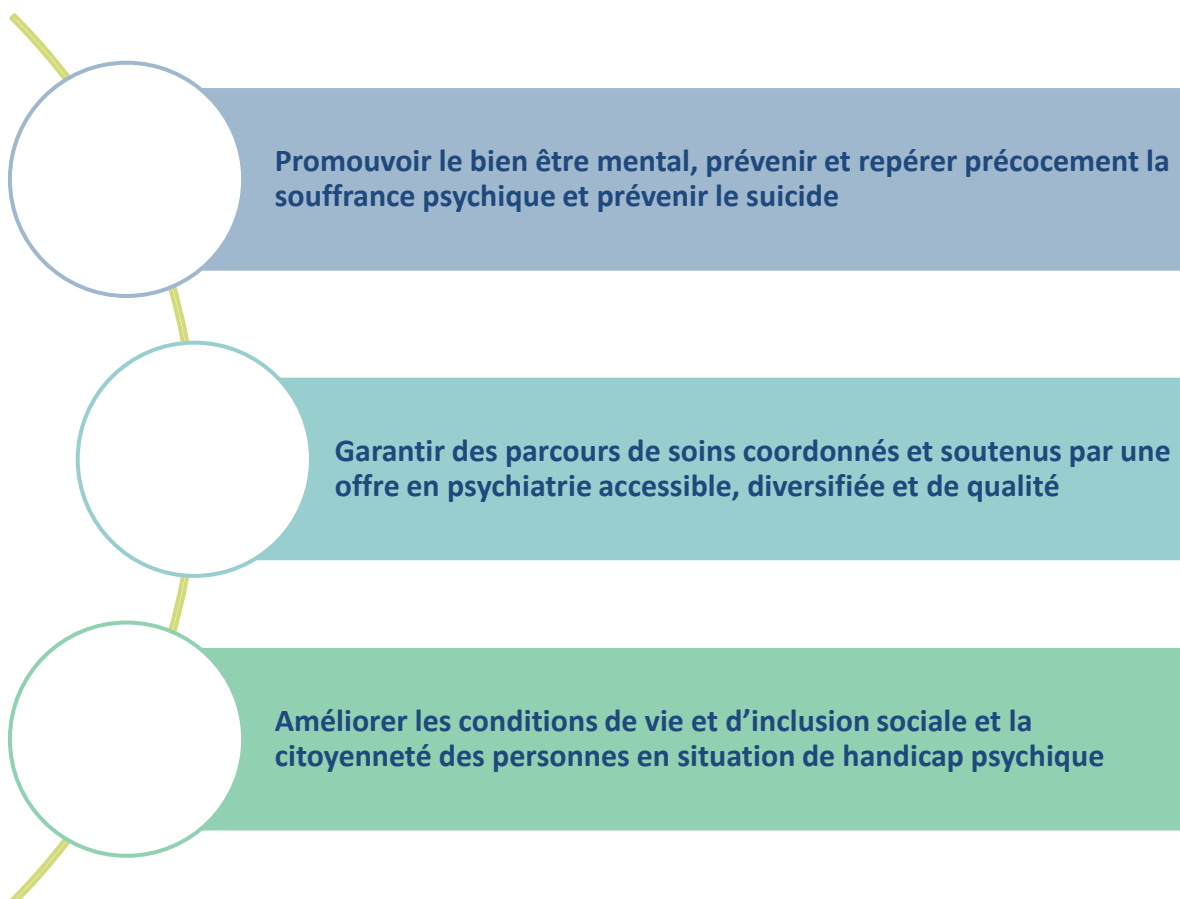 Promouvoir le bien être mental, prévenir et repérer précocement la
souffrance psychique et prévenir le suicide
Garantir des parcours de soins coordonnés et soutenus par une
offre en psychiatrie accessible, diversifiée et de qualité
Améliorer les conditions de vie et d’inclusion sociale et la
citoyenneté des personnes en situation de handicap psychique